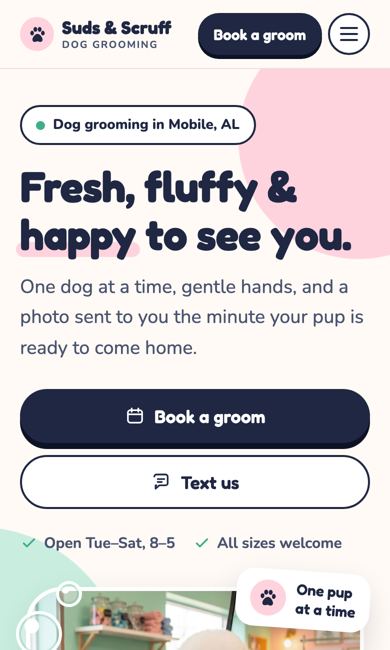 Suds & Scruff
DOG GROOMING
Book a groom
Dog grooming in Mobile, AL
Fresh, fluffy &
happy to see you.
One dog at a time, gentle hands, and a
photo sent to you the minute your pup is
ready to come home.
Book a groom
Text us
Open Tue–Sat, 8–5
All sizes welcome
One pup
at a time